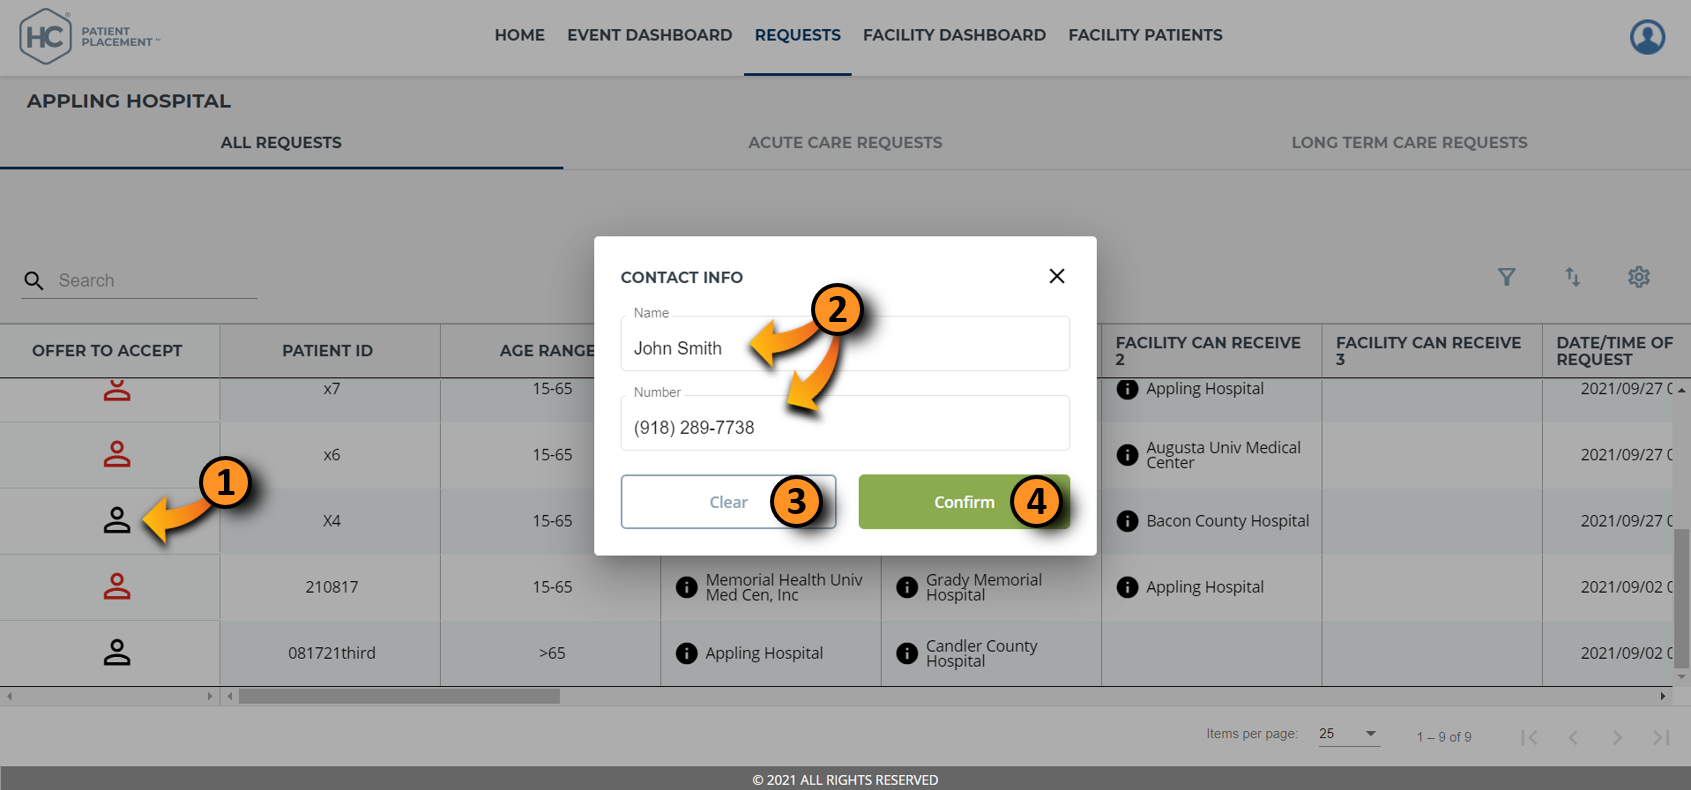 HC®
PATIENT
PLACEMENT™
HOME EVENT DASHBOARD REQUESTS FACILITY DASHBOARD FACILITY PATIENTS
APPLING HOSPITAL
ALL REQUESTS ACUTE CARE REQUESTS LONG TERM CARE REQUESTS
Search
CONTACT INFO
Name
John Smith
2
Number
(918) 289-7738
Clear 3 Confirm 4
OFFER TO ACCEPT PATIENT ID AGE RANGE FACILITY CAN RECEIVE 
2 FACILITY CAN RECEIVE 
3 DATE/TIME OF
REQUEST
x7 15-65 Appling Hospital 2021/09/27 0
x6 15-65 Augusta Univ Medical
Center 2021/09/27 0
1
X4 15-65 Bacon County Hospital 2021/09/27 0
210817 15-65 Memorial Health Univ
Med Cen, Inc Grady Memorial
Hospital Appling Hospital 2021/09/02 0
081721third >65 Appling Hospital Candler County
Hospital 2021/09/02 0
Items per page: 25 1 – 9 of 9
© 2021 ALL RIGHTS RESERVED